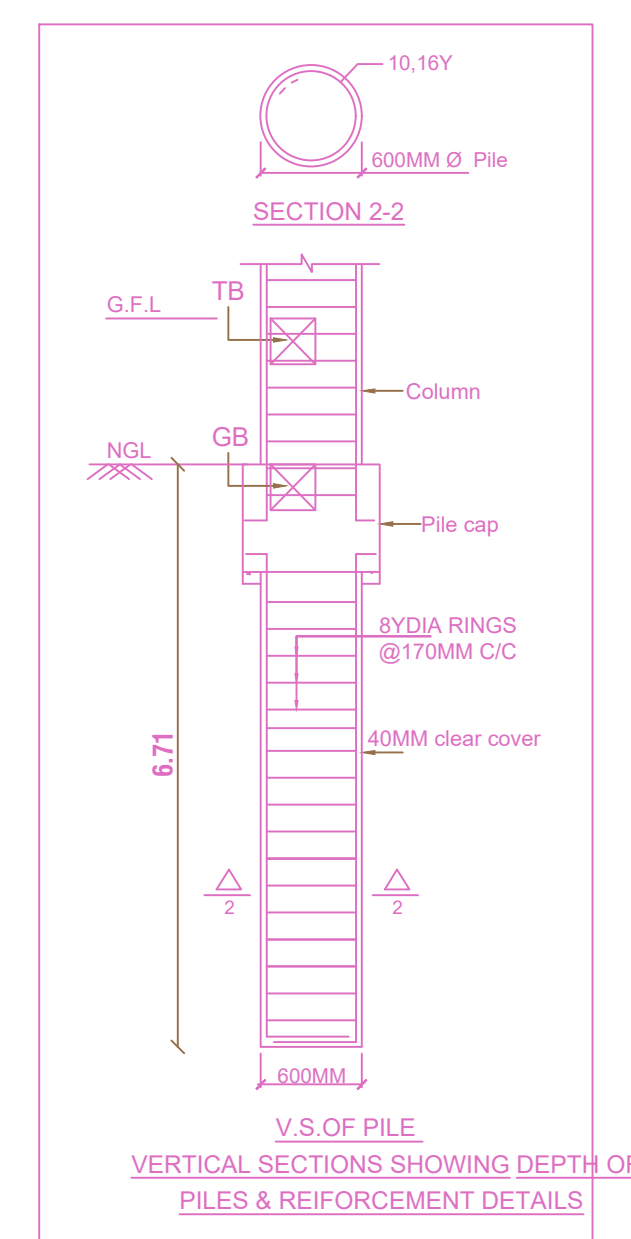 10,16Y
600MM Ø Pile
SECTION 2-2
TB
G.F.L
Column
GB
NGL
Pile cap
8YDIA RINGS
@170MM C/C
6.71
40MM clear cover
2
2
600MM
V.S.OF PILE
VERTICAL SECTIONS SHOWING DEPTH OF
PILES & REIFORCEMENT DETAILS